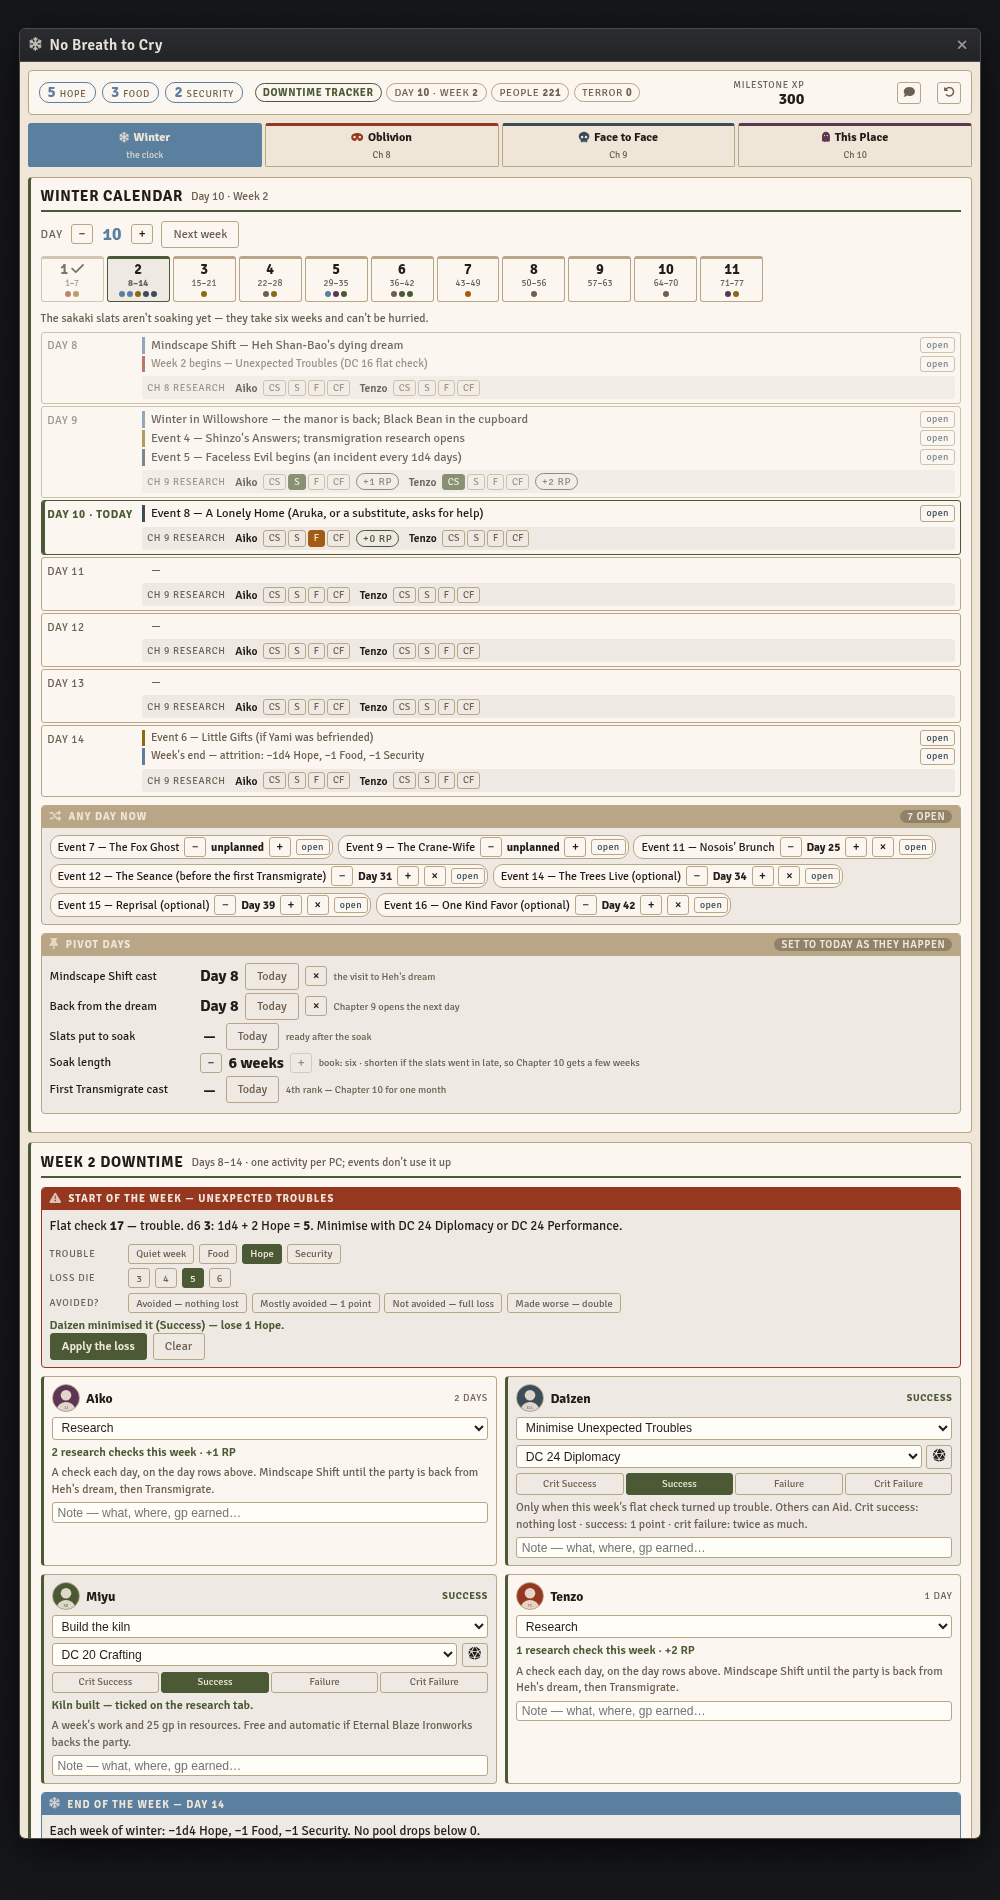 No Breath to Cry ×
5 HOPE 3 FOOD 2 SECURITY DOWNTIME TRACKER DAY 10 · WEEK 2 PEOPLE 221 TERROR 0 MILESTONE XP 300
Winter Oblivion Face to Face This Place
the clock Ch 8 Ch 9 Ch 10
WINTER CALENDAR Day 10 · Week 2
DAY − 10 + Next week
1 2 3 4 5 6 7 8 9 10 11
1–7 8–14 15–21 22–28 29–35 36–42 43–49 50–56 57–63 64–70 71–77
The sakaki slats aren't soaking yet — they take six weeks and can't be hurried.
DAY 8 Mindscape Shift — Heh Shan-Bao's dying dream open
Week 2 begins — Unexpected Troubles (DC 16 flat check) open
CH 8 RESEARCH Aiko CS S F CF Tenzo CS S F CF
DAY 9 Winter in Willowshore — the manor is back; Black Bean in the cupboard open
Event 4 — Shinzo's Answers; transmigration research opens open
Event 5 — Faceless Evil begins (an incident every 1d4 days) open
CH 9 RESEARCH Aiko CS S F CF +1 RP Tenzo CS S F CF +2 RP
DAY 10 · TODAY Event 8 — A Lonely Home (Aruka, or a substitute, asks for help) open
CH 9 RESEARCH Aiko CS S F CF +0 RP Tenzo CS S F CF
DAY 11 —
CH 9 RESEARCH Aiko CS S F CF Tenzo CS S F CF
DAY 12 —
CH 9 RESEARCH Aiko CS S F CF Tenzo CS S F CF
DAY 13 —
CH 9 RESEARCH Aiko CS S F CF Tenzo CS S F CF
DAY 14 Event 6 — Little Gifts (if Yami was befriended) open
Week's end — attrition: −1d4 Hope, −1 Food, −1 Security open
CH 9 RESEARCH Aiko CS S F CF Tenzo CS S F CF
ANY DAY NOW 7 OPEN
Event 7 — The Fox Ghost − unplanned + open Event 9 — The Crane-Wife − unplanned + open Event 11 — Nosois' Brunch − Day 25 + × open
Event 12 — The Seance (before the first Transmigrate) − Day 31 + × open Event 14 — The Trees Live (optional) − Day 34 + × open
Event 15 — Reprisal (optional) − Day 39 + × open Event 16 — One Kind Favor (optional) − Day 42 + × open
PIVOT DAYS SET TO TODAY AS THEY HAPPEN
Mindscape Shift cast Day 8 Today × the visit to Heh's dream
Back from the dream Day 8 Today × Chapter 9 opens the next day
Slats put to soak — Today ready after the soak
Soak length − 6 weeks + book: six · shorten if the slats went in late, so Chapter 10 gets a few weeks
First Transmigrate cast — Today 4th rank — Chapter 10 for one month
WEEK 2 DOWNTIME Days 8–14 · one activity per PC; events don't use it up
START OF THE WEEK — UNEXPECTED TROUBLES
Flat check 17 — trouble. d6 3: 1d4 + 2 Hope = 5. Minimise with DC 24 Diplomacy or DC 24 Performance.
TROUBLE Quiet week Food Hope Security
LOSS DIE 3 4 5 6
AVOIDED? Avoided — nothing lost Mostly avoided — 1 point Not avoided — full loss Made worse — double
Daizen minimised it (Success) — lose 1 Hope.
Apply the loss Clear
Aiko 2 DAYS
Research
2 research checks this week · +1 RP
A check each day, on the day rows above. Mindscape Shift until the party is back from
Heh's dream, then Transmigrate.
Note — what, where, gp earned…
Daizen SUCCESS
Minimise Unexpected Troubles
DC 24 Diplomacy
Crit Success Success Failure Crit Failure
Only when this week's flat check turned up trouble. Others can Aid. Crit success:
nothing lost · success: 1 point · crit failure: twice as much.
Note — what, where, gp earned…
Miyu SUCCESS
Build the kiln
DC 20 Crafting
Crit Success Success Failure Crit Failure
Kiln built — ticked on the research tab.
A week's work and 25 gp in resources. Free and automatic if Eternal Blaze Ironworks
backs the party.
Note — what, where, gp earned…
Tenzo 1 DAY
Research
1 research check this week · +2 RP
A check each day, on the day rows above. Mindscape Shift until the party is back from
Heh's dream, then Transmigrate.
Note — what, where, gp earned…
END OF THE WEEK — DAY 14
Each week of winter: −1d4 Hope, −1 Food, −1 Security. No pool drops below 0.